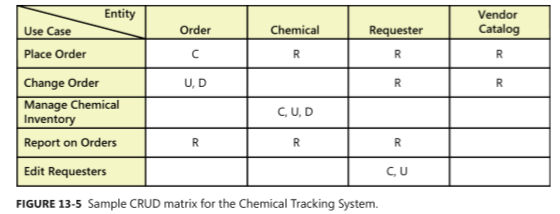 Entity
Use Case
Order
Chemical
Requester
Vendor
Catalog
Place Order
C
R
R
R
Change Order
U, D
R
R
Manage Chemical
Inventory
C, U, D
Report on Orders
R
R
R
Edit Requesters
C, U
FIGURE 13-5 Sample CRUD matrix for the Chemical Tracking System.